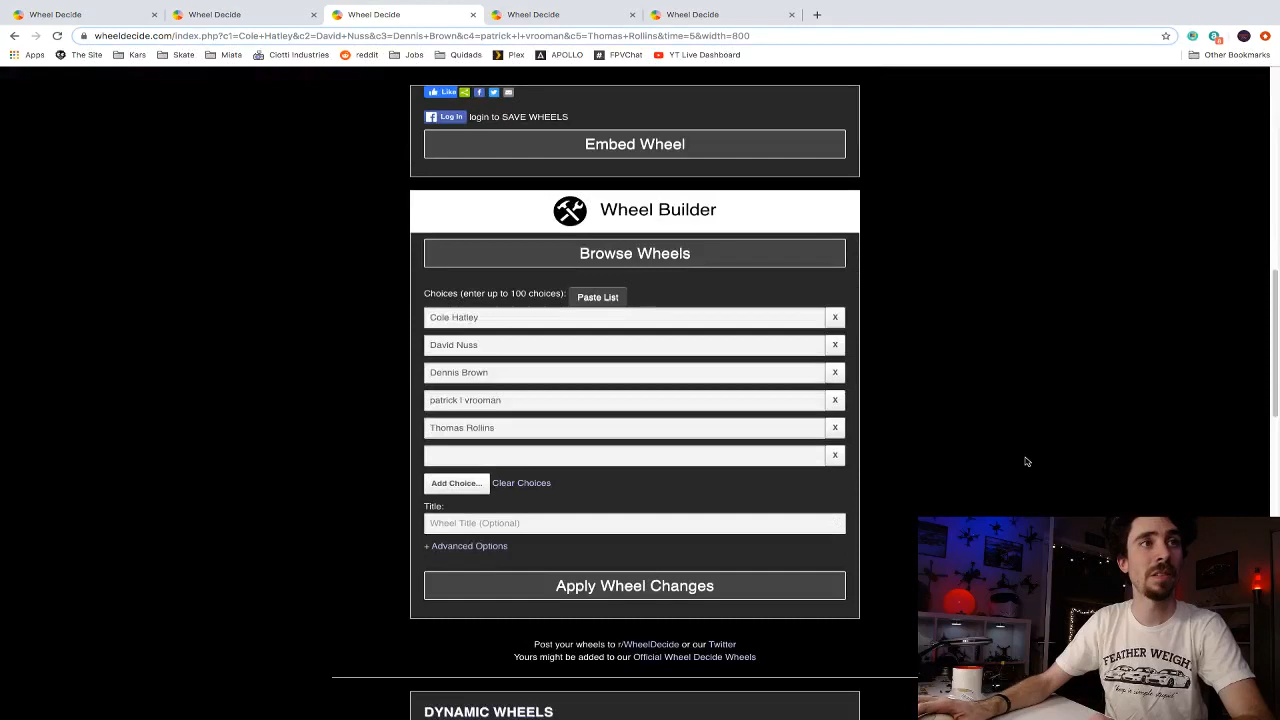 Wheel Decide
Wheel Decide
Wheel Decide
Wheel Decide
Wheel Decide
wheeldecide.com/index.php?c1=Cole+Hatley&c2=David+Nuss&c3=Dennis+Brown&c4=patrick+l+vrooman&c5=Thomas+Rollins&time=5&width=800
Apps
The Site
Kars
Skate
Miata
Ciotti Industries
reddit
Jobs
Quidads
Plex
APOLLO
FPVChat
YT Live Dashboard
Other Bookmarks
Like
Log In login to SAVE WHEELS
Embed Wheel
Wheel Builder
Browse Wheels
Choices (enter up to 100 choices): Paste List
Cole Hatley X
David Nuss X
Dennis Brown X
patrick l vrooman X
Thomas Rollins X
X
Add Choice... Clear Choices
Title:
Wheel Title (Optional)
+ Advanced Options
Apply Wheel Changes
Post your wheels to r/WheelDecide or our Twitter
Yours might be added to our Official Wheel Decide Wheels
DYNAMIC WHEELS
FEATHER WEIGH